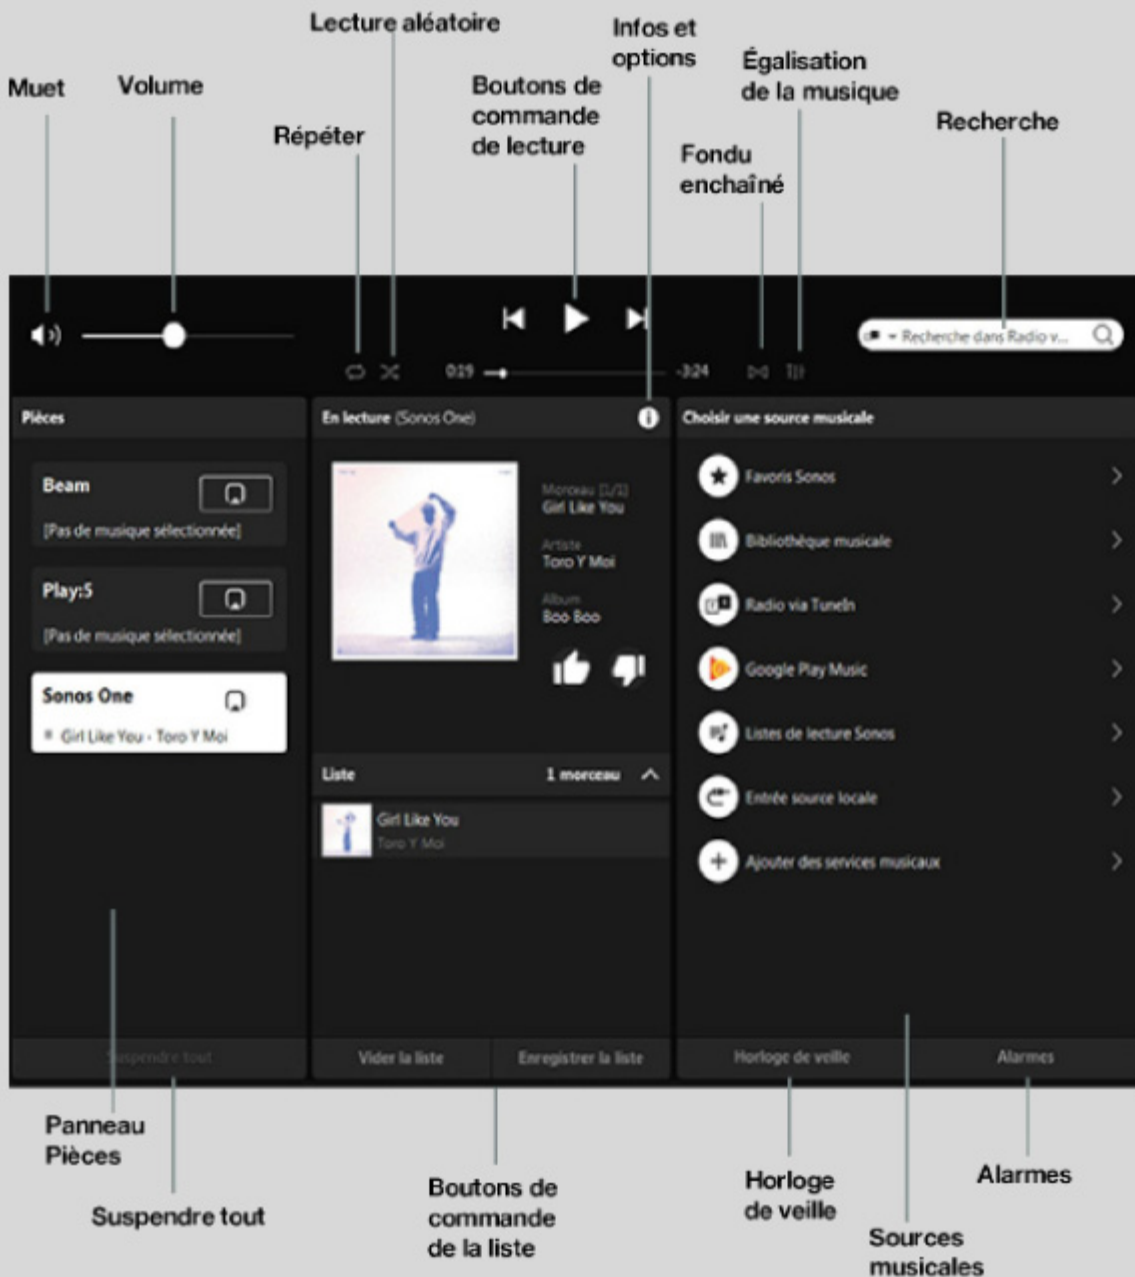 Lecture aléatoire
Infos et
options
Égalisation
de la musique
Muet
Volume
Boutons de
commande
de lecture
Recherche
Répéter
Fondu
enchaîné
Recherche dans Radio v...
0:19
-3:24
Pièces
En lecture (Sonos One)
Choisir une source musicale
Beam
[Pas de musique sélectionnée]
Play:5
[Pas de musique sélectionnée]
Sonos One
Girl Like You - Toro Y Moi
Morceau [1/1]
Girl Like You
Artiste
Toro Y Moi
Album
Boo Boo
Favoris Sonos
Bibliothèque musicale
Radio via TuneIn
Google Play Music
Listes de lecture Sonos
Entrée source locale
Ajouter des services musicaux
Liste
1 morceau
Girl Like You
Toro Y Moi
Suspendre tout
Vider la liste
Enregistrer la liste
Horloge de veille
Alarmes
Panneau
Pièces
Suspendre tout
Boutons de
commande
de la liste
Horloge
de veille
Alarmes
Sources
musicales